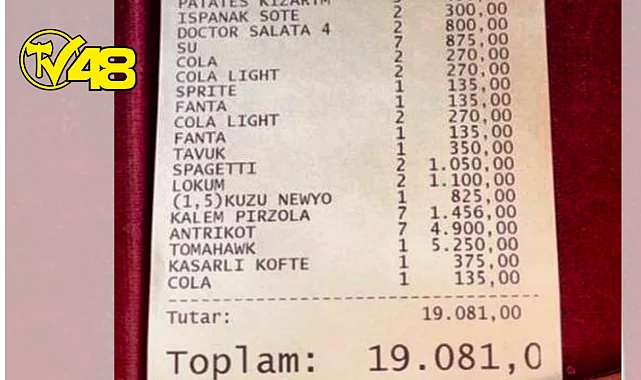 TV48
PATATES KIZARTM
ISPANAK SOTE 2 300,00
DOCTOR SALATA 4 2 800,00
SU 7 875,00
COLA 2 270,00
COLA LIGHT 2 270,00
SPRITE 1 135,00
FANTA 1 135,00
COLA LIGHT 2 270,00
FANTA 1 135,00
TAVUK 1 350,00
SPAGETTI 2 1.050,00
LOKUM 2 1.100,00
(1,5)KUZU NEWYO 1 825,00
KALEM PIRZOLA 7 1.456,00
ANTRIKOT 7 4.900,00
TOMAHAWK 1 5.250,00
KASARLI KOFTE 1 375,00
COLA 1 135,00
Tutar: 19.081,00
Toplam: 19.081,0